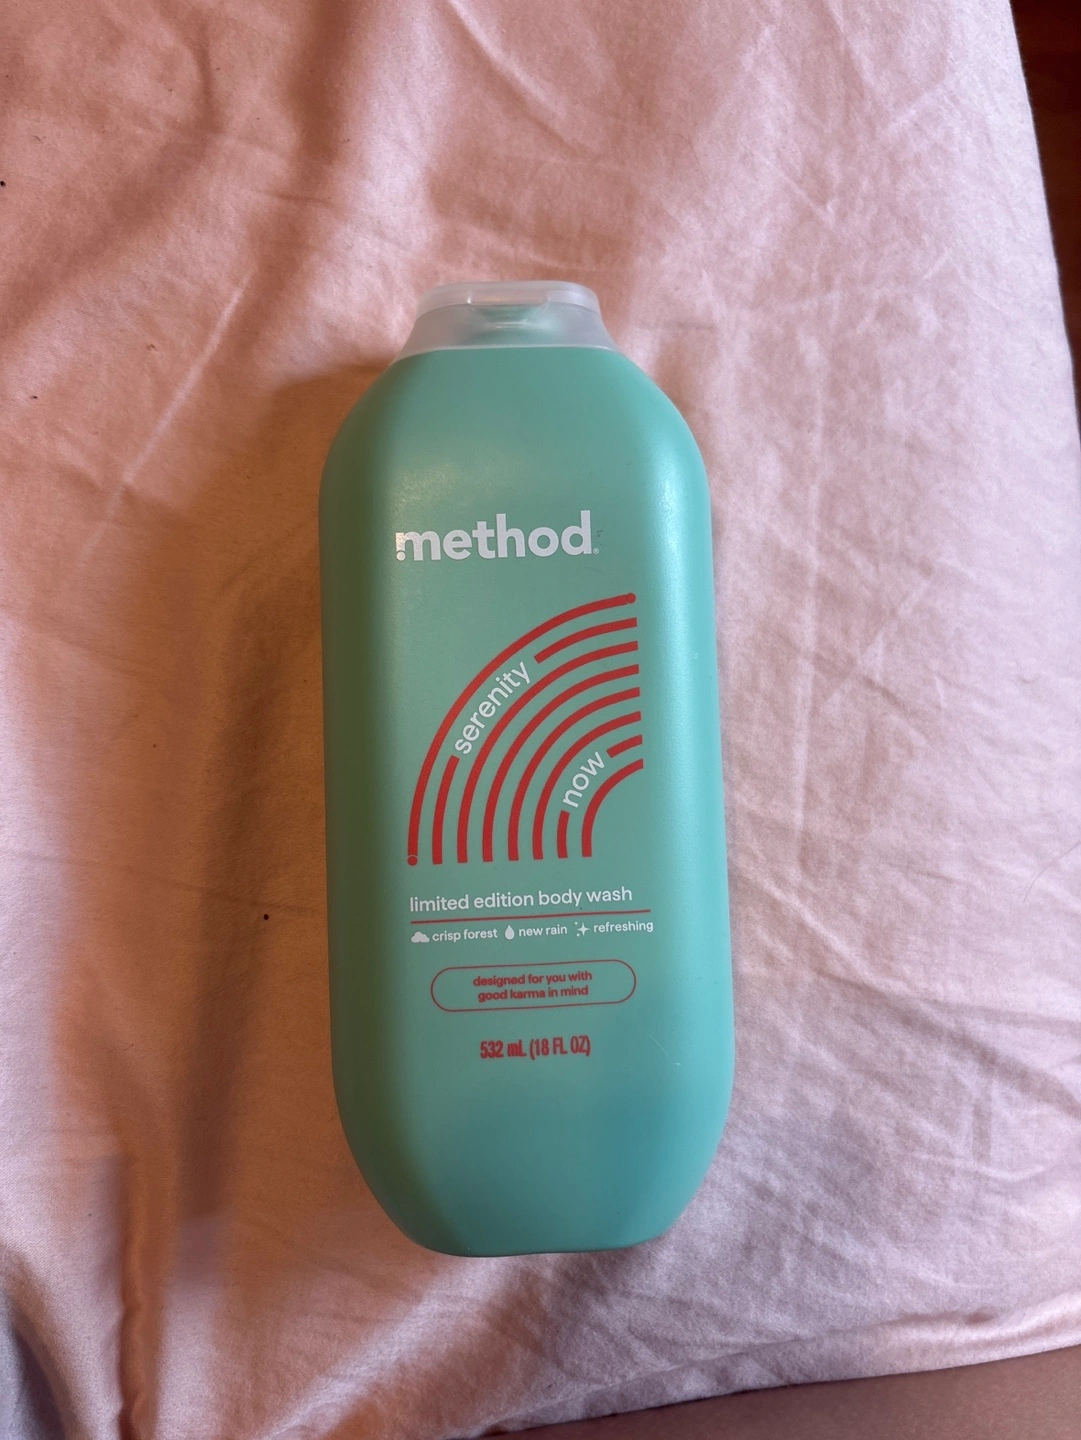 method®
serenity
now
limited edition body wash
crisp forest new rain refreshing
designed for you with
good karma in mind
532 mL (18 FL OZ)